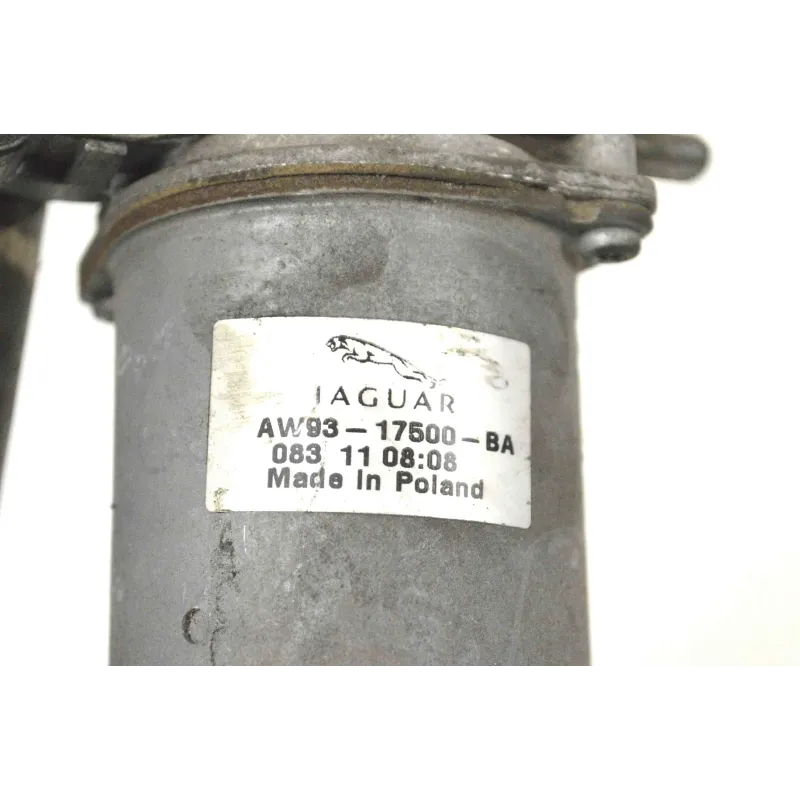 JAGUAR
AW93-17500-BA
083 11 08:08
Made In Poland